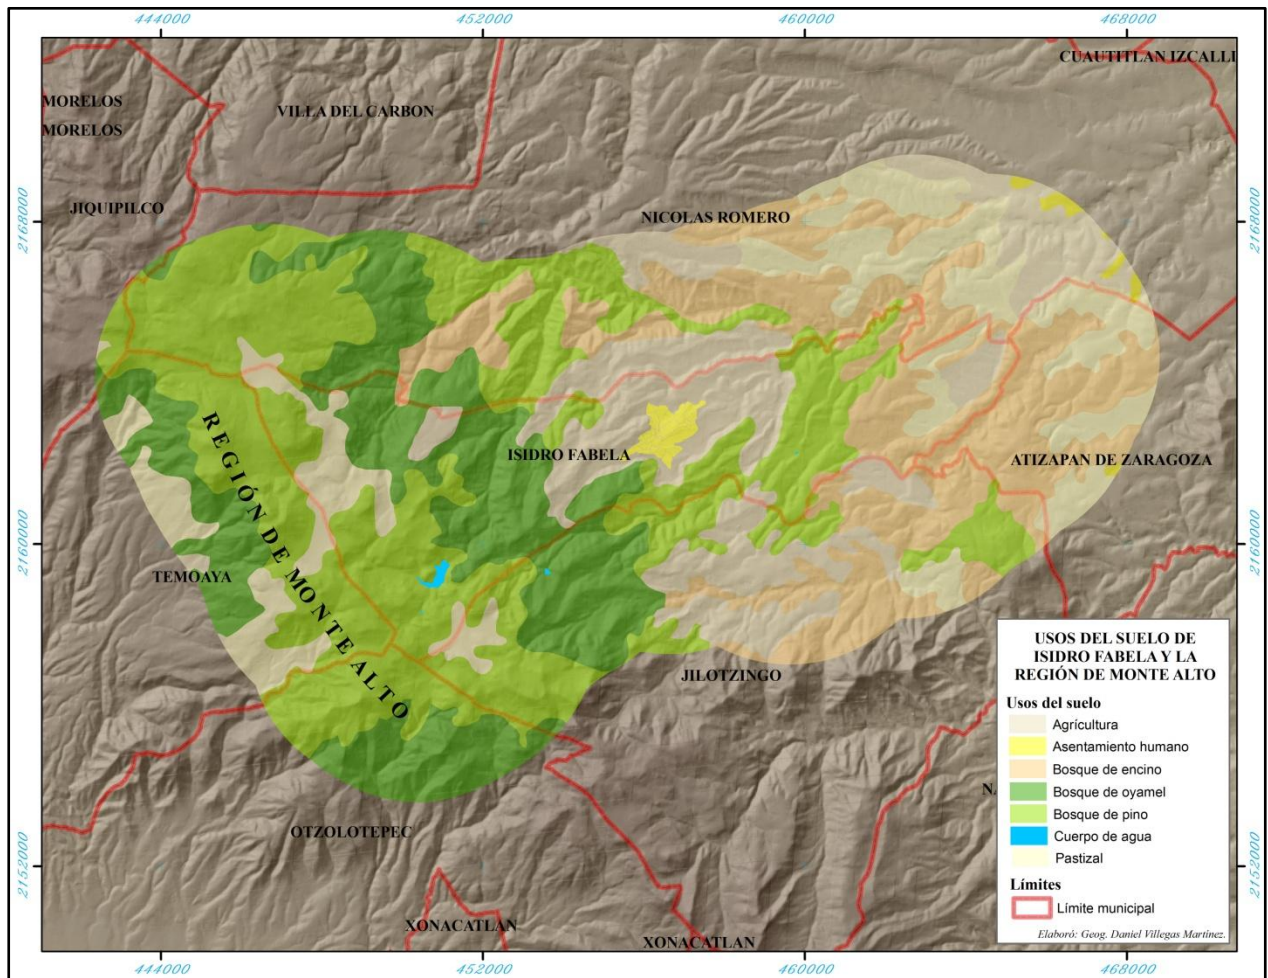 444000
452000
460000
468000
CUAUTITLAN IZCALLI
MORELOS
MORELOS
VILLA DEL CARBON
JIQUIPILCO
NICOLAS ROMERO
2168000
2168000
REGIÓN DE MONTE ALTO
ISIDRO FABELA
ATIZAPAN DE ZARAGOZA
2160000
2160000
TEMOAYA
JILOTZINGO
OTZOLOTEPEC
XONACATLAN
XONACATLAN
2152000
2152000
USOS DEL SUELO DE
ISIDRO FABELA Y LA
REGIÓN DE MONTE ALTO
Usos del suelo
Agrícultura
Asentamiento humano
Bosque de encino
Bosque de oyamel
Bosque de pino
Cuerpo de agua
Pastizal
Límites
Límite municipal
Elaboró: Geog. Daniel Villegas Martínez.
444000
452000
460000
468000